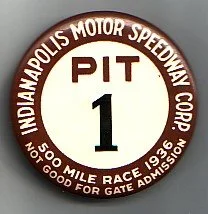 INDIANAPOLIS MOTOR SPEEDWAY CORP.
PIT
1
500 MILE RACE 1936
NOT GOOD FOR GATE ADMISSION